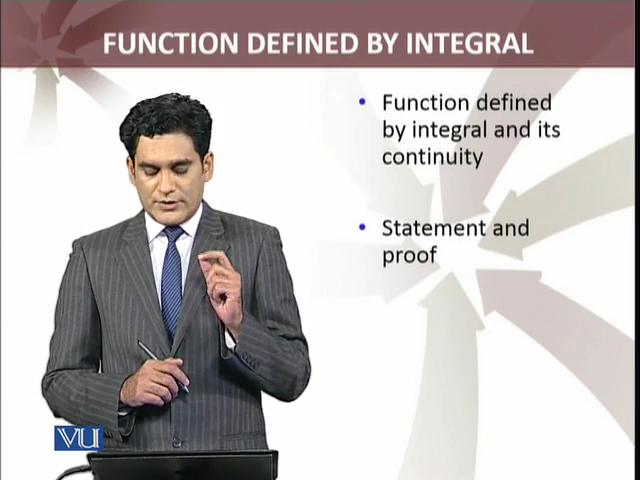 FUNCTION DEFINED BY INTEGRAL
• Function defined
by integral and its
continuity
• Statement and
proof
VU